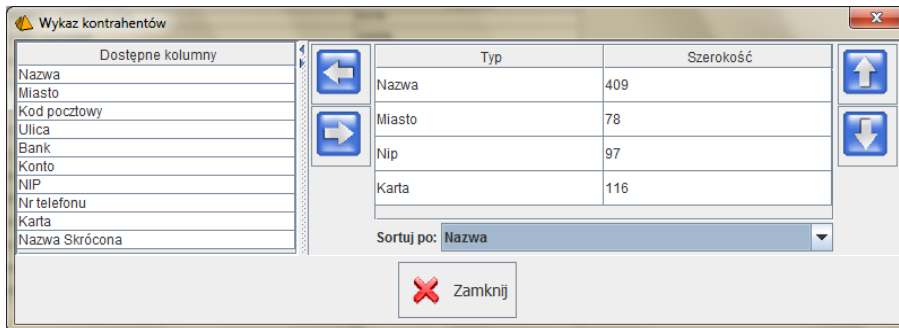 Wykaz kontrahentów
Dostępne kolumny
Nazwa
Miasto
Kod pocztowy
Ulica
Bank
Konto
NIP
Nr telefonu
Karta
Nazwa Skrócona
Typ Szerokość
Nazwa 409
Miasto 78
Nip 97
Karta 116
Sortuj po: Nazwa
Zamknij